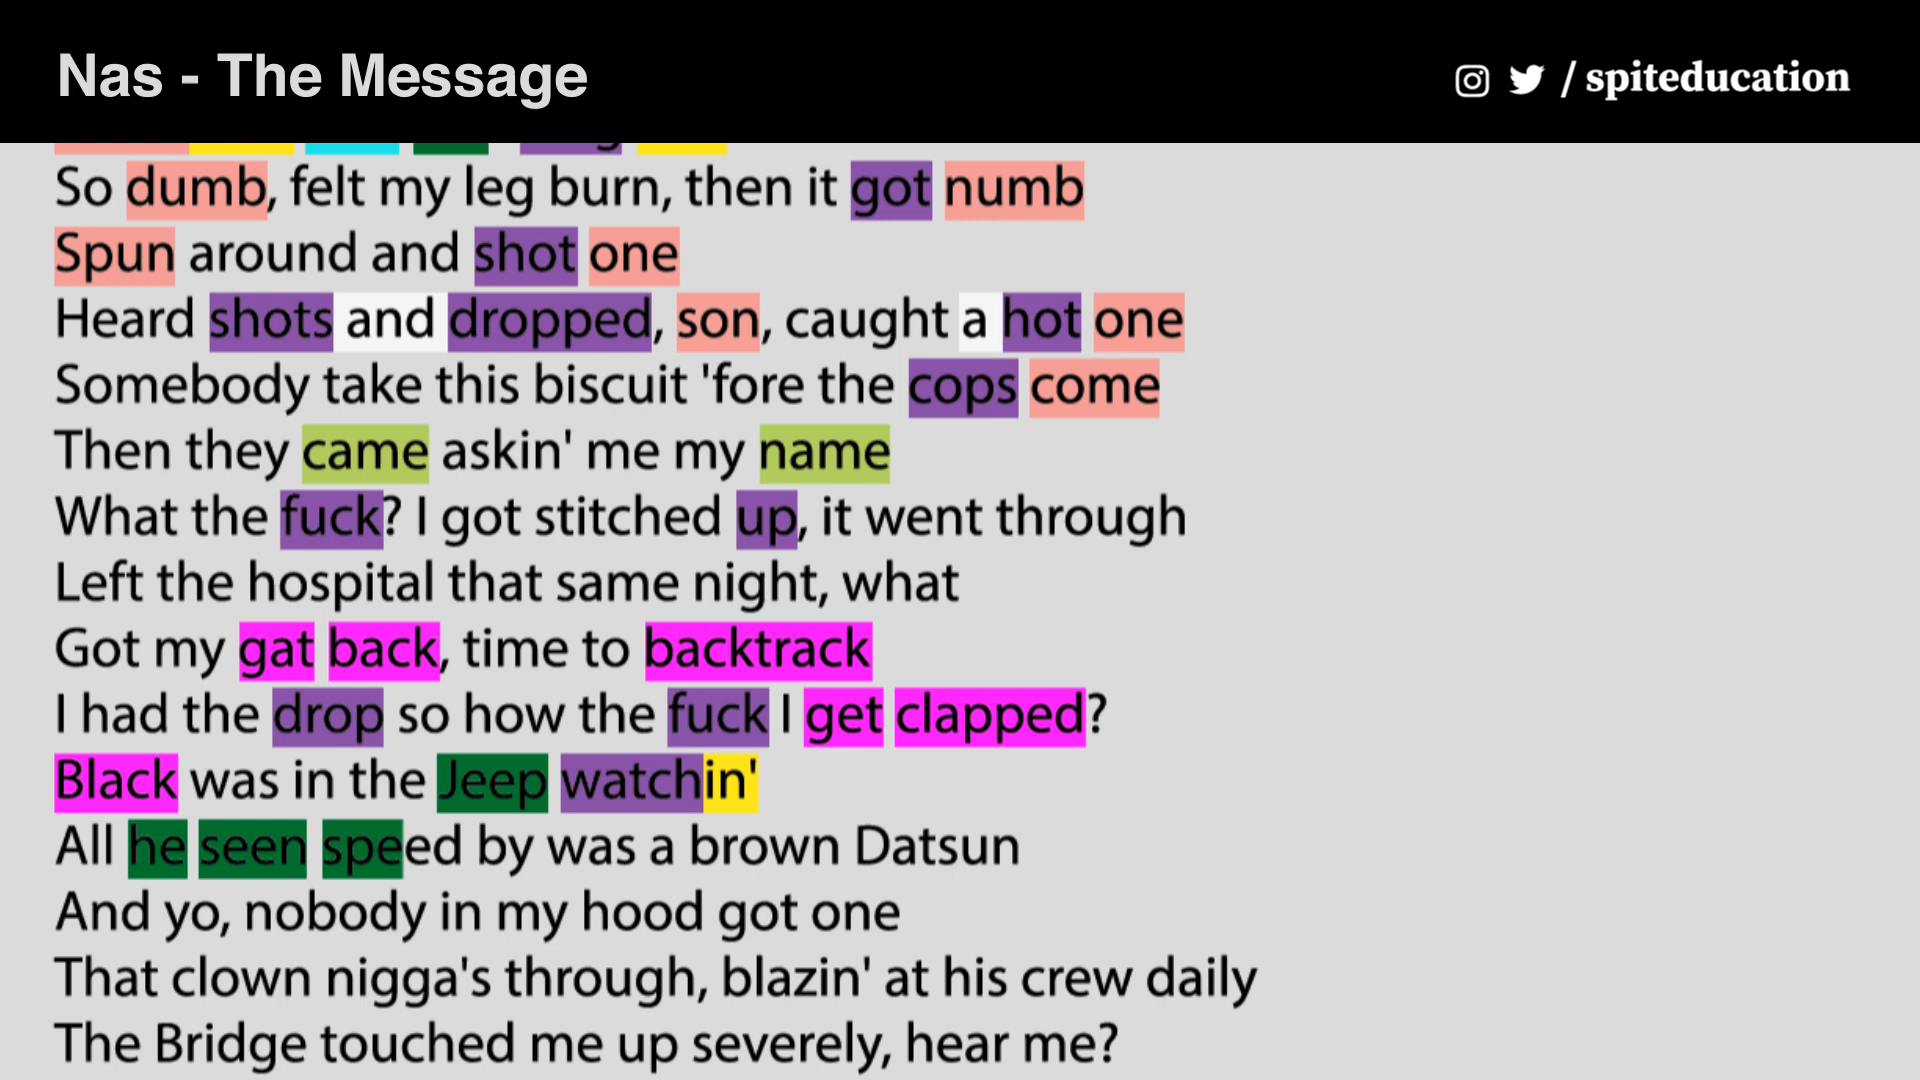 Nas - The Message
/ spiteducation
So dumb, felt my leg burn, then it got numb
Spun around and shot one
Heard shots and dropped, son, caught a hot one
Somebody take this biscuit 'fore the cops come
Then they came askin' me my name
What the fuck? I got stitched up, it went through
Left the hospital that same night, what
Got my gat back, time to backtrack
I had the drop so how the fuck I get clapped?
Black was in the Jeep watchin'
All he seen speed by was a brown Datsun
And yo, nobody in my hood got one
That clown nigga's through, blazin' at his crew daily
The Bridge touched me up severely, hear me?